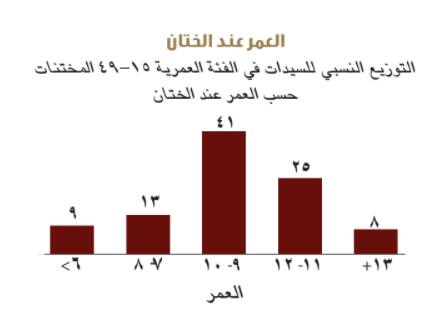 العمر عند الختان
التوزيع النسبي للسيدات في الفئة العمرية ١٥–٤٩ المختتنات
حسب العمر عند الختان
٤١
٢٥
١٣
٩
٨
<٦
٧- ٨
٩- ١٠
١١- ١٢
١٣+
العمر